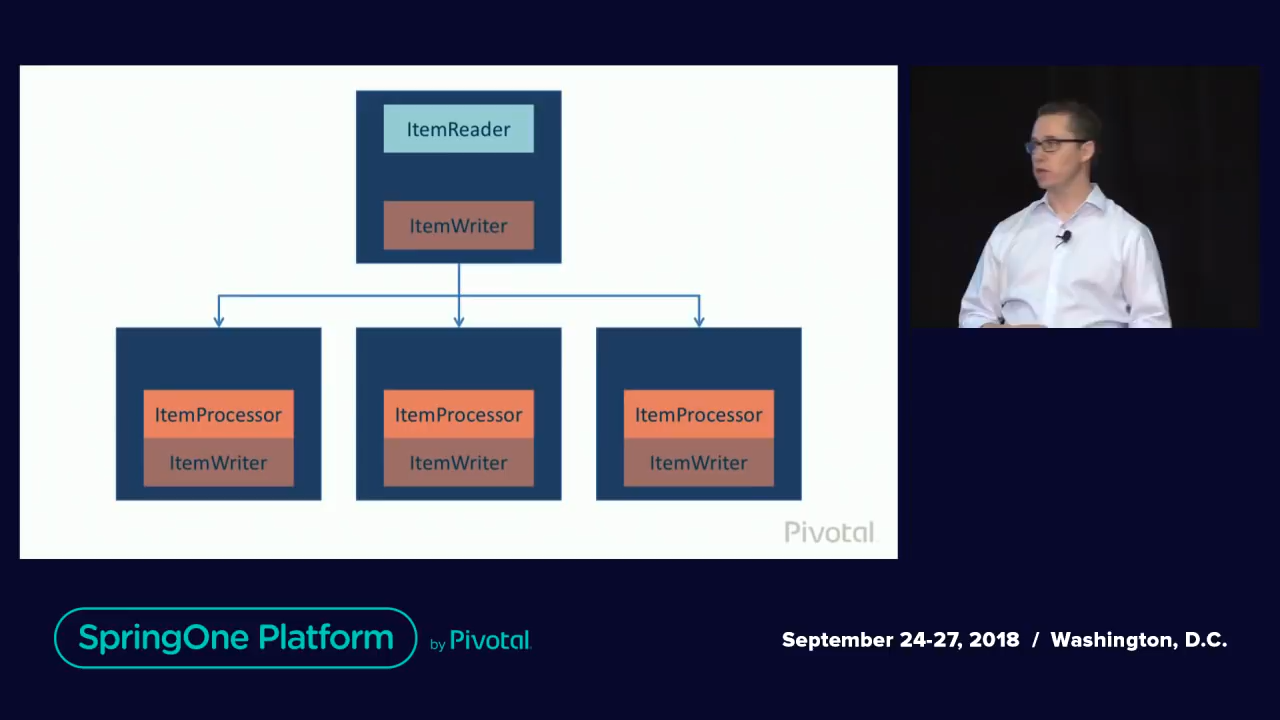 ItemReader
ItemWriter
ItemProcessor
ItemWriter
ItemProcessor
ItemWriter
ItemProcessor
ItemWriter
Pivotal
SpringOne Platform by Pivotal.
September 24-27, 2018 / Washington, D.C.